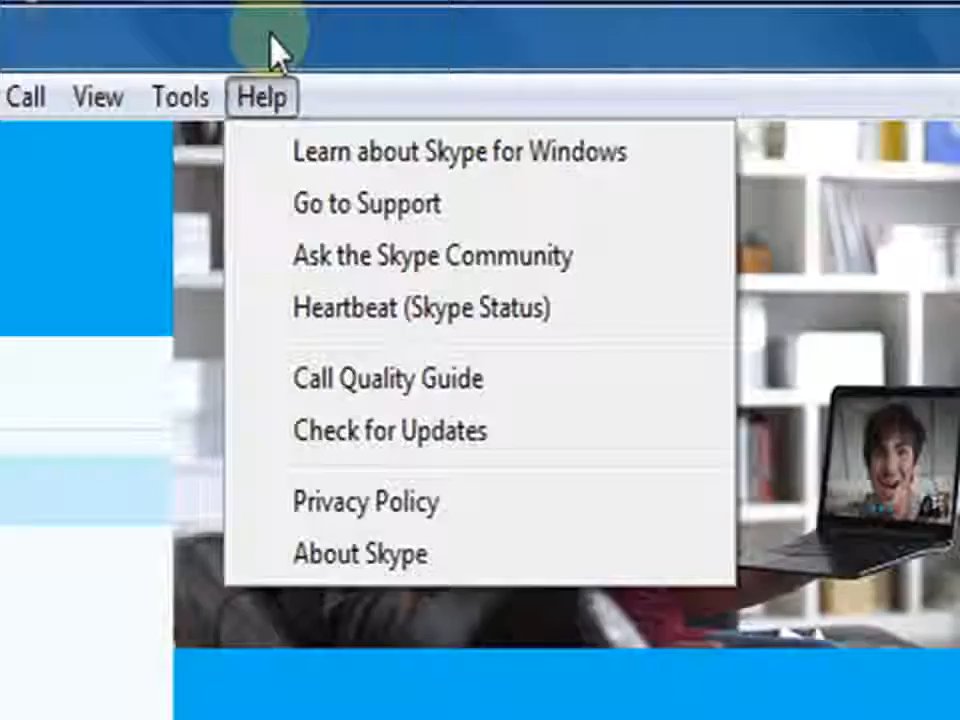 Call View Tools Help
Learn about Skype for Windows
Go to Support
Ask the Skype Community
Heartbeat (Skype Status)
Call Quality Guide
Check for Updates
Privacy Policy
About Skype